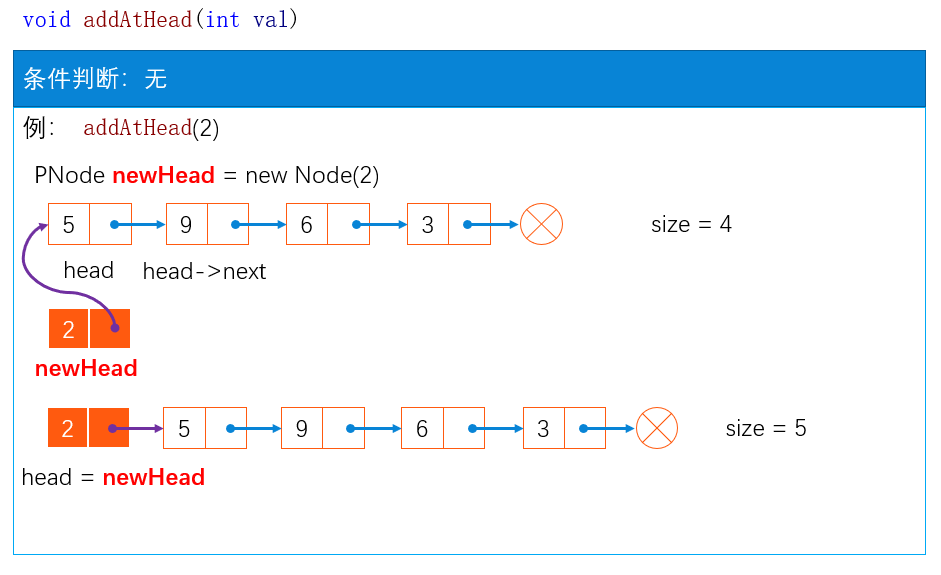 void addAtHead(int val)
条件判断：无
例： addAtHead(2)
PNode newHead = new Node(2)
5 9 6 3 size = 4
head head->next
2
newHead
2 5 9 6 3 size = 5
head = newHead